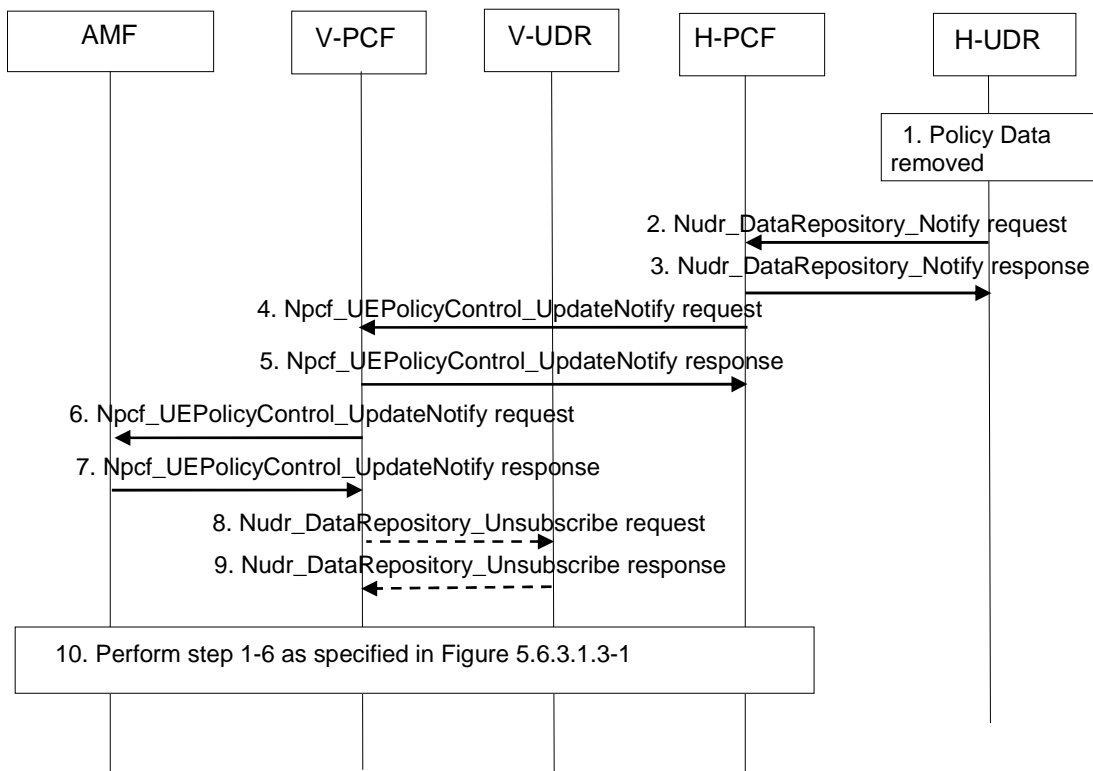 AMF
V-PCF
V-UDR
H-PCF
H-UDR
1. Policy Data
removed
2. Nudr_DataRepository_Notify request
3. Nudr_DataRepository_Notify response
4. Npcf_UEPolicyControl_UpdateNotify request
5. Npcf_UEPolicyControl_UpdateNotify response
6. Npcf_UEPolicyControl_UpdateNotify request
7. Npcf_UEPolicyControl_UpdateNotify response
8. Nudr_DataRepository_Unsubscribe request
9. Nudr_DataRepository_Unsubscribe response
10. Perform step 1-6 as specified in Figure 5.6.3.1.3-1